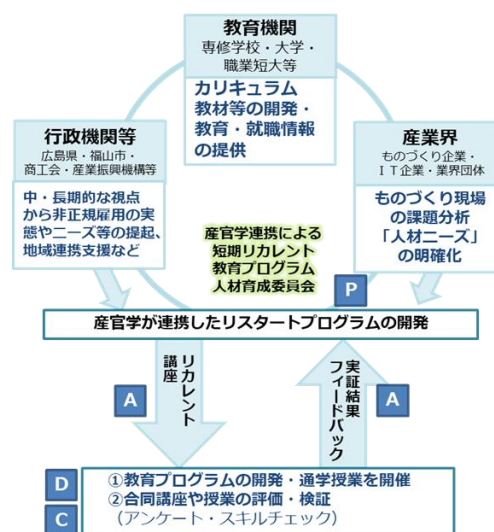 教育機関
専修学校・大学・
職業短大等
カリキュラム
教材等の開発・
教育・就職情報
の提供
行政機関等
広島県・福山市・
商工会・産業振興機構等
中・長期的な視点
から非正規雇用の実
態やニーズ等の提起、
地域連携支援など
産業界
ものづくり企業・
IT企業・業界団体
ものづくり現場
の課題分析
「人材ニーズ」
の明確化
産官学連携による
短期リカレント
教育プログラム
人材育成委員会
P
産官学が連携したリスタートプログラムの開発
A
リカレント
講座
実証結果
フィードバック
A
D
①教育プログラムの開発・通学授業を開催
②合同講座や授業の評価・検証
C
（アンケート・スキルチェック）